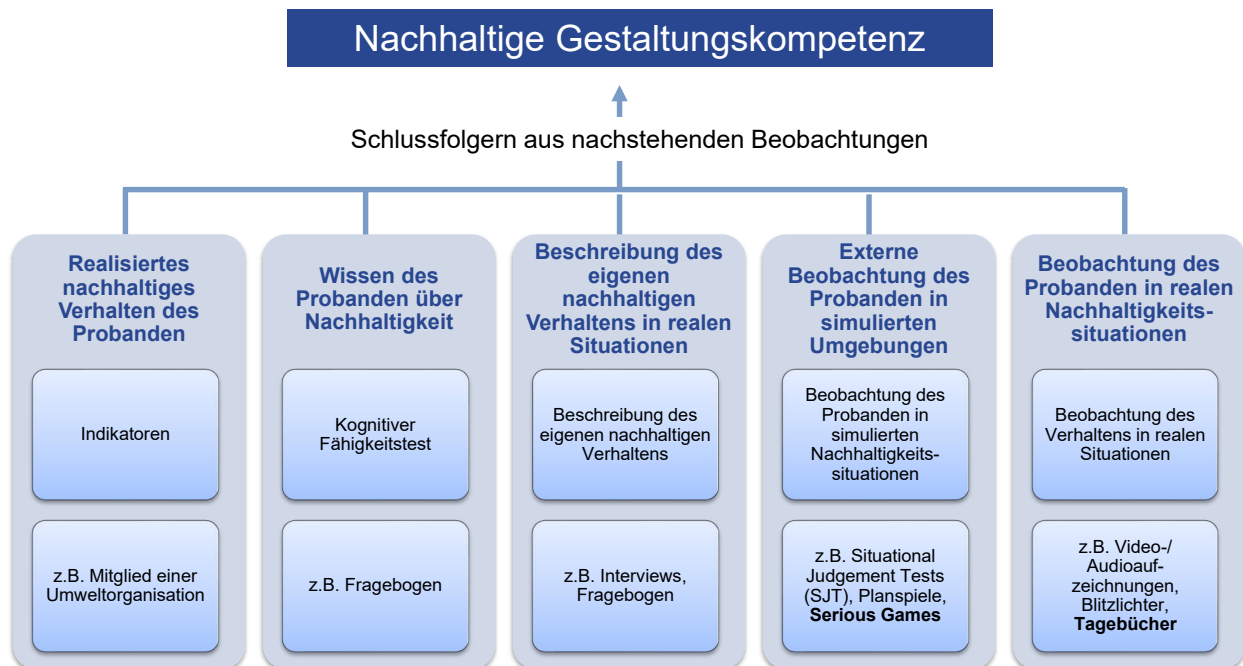 Nachhaltige Gestaltungskompetenz
Schlussfolgern aus nachstehenden Beobachtungen
Realisiertes
nachhaltiges
Verhalten des
Probanden
Indikatoren
z.B. Mitglied einer
Umweltorganisation
Wissen des
Probanden über
Nachhaltigkeit
Kognitiver
Fähigkeitstest
z.B. Fragebogen
Beschreibung des
eigenen
nachhaltigen
Verhaltens in realen
Situationen
Beschreibung des
eigenen nachhaltigen
Verhaltens
z.B. Interviews,
Fragebogen
Externe
Beobachtung des
Probanden in
simulierten
Umgebungen
Beobachtung des
Probanden in
simulierten
Nachhaltigkeits-
situationen
z.B. Situational
Judgement Tests
(SJT), Planspiele,
Serious Games
Beobachtung des
Probanden in realen
Nachhaltigkeits-
situationen
Beobachtung des
Verhaltens in realen
Situationen
z.B. Video-/
Audioauf-
zeichnungen,
Blitzlichter,
Tagebücher